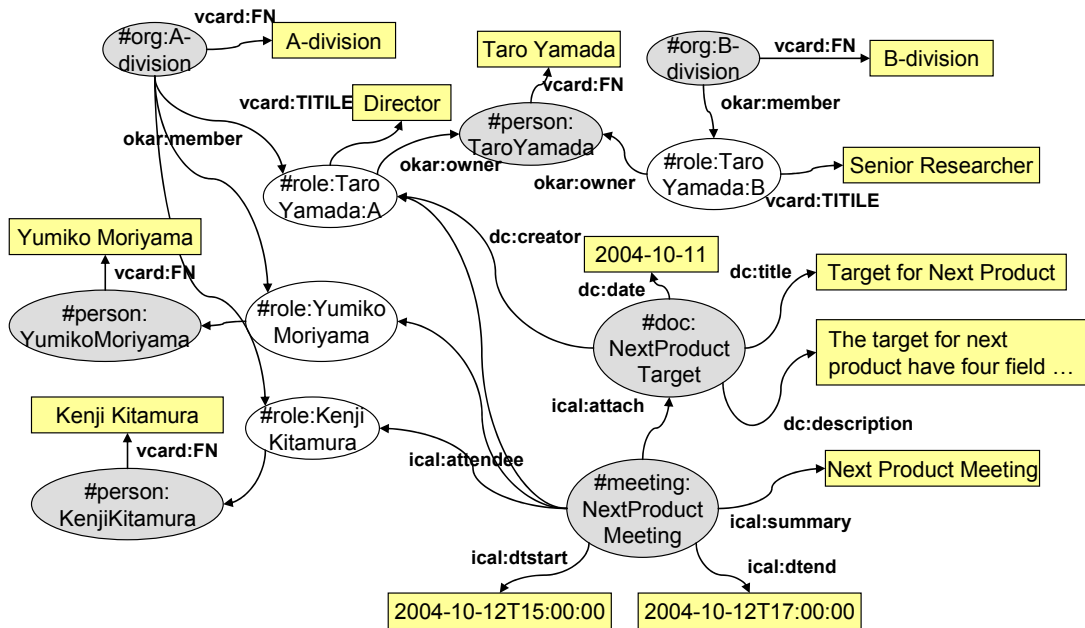 vcard:FN
#org:A-
division
A-division
Taro Yamada
#org:B-
division
vcard:FN
B-division
vcard:TITILE
Director
vcard:FN
okar:member
okar:member
#person:
TaroYamada
okar:owner
#role:Taro
Yamada:A
okar:owner
#role:Taro
Yamada:B
Senior Researcher
vcard:TITILE
Yumiko Moriyama
vcard:FN
dc:creator
2004-10-11
dc:date
dc:title
Target for Next Product
#person:
YumikoMoriyama
#role:Yumiko
Moriyama
#doc:
NextProduct
Target
The target for next
product have four field …
ical:attach
dc:description
Kenji Kitamura
vcard:FN
#role:Kenji
Kitamura
ical:attendee
#person:
KenjiKitamura
#meeting:
NextProduct
Meeting
Next Product Meeting
ical:summary
ical:dtstart
ical:dtend
2004-10-12T15:00:00
2004-10-12T17:00:00